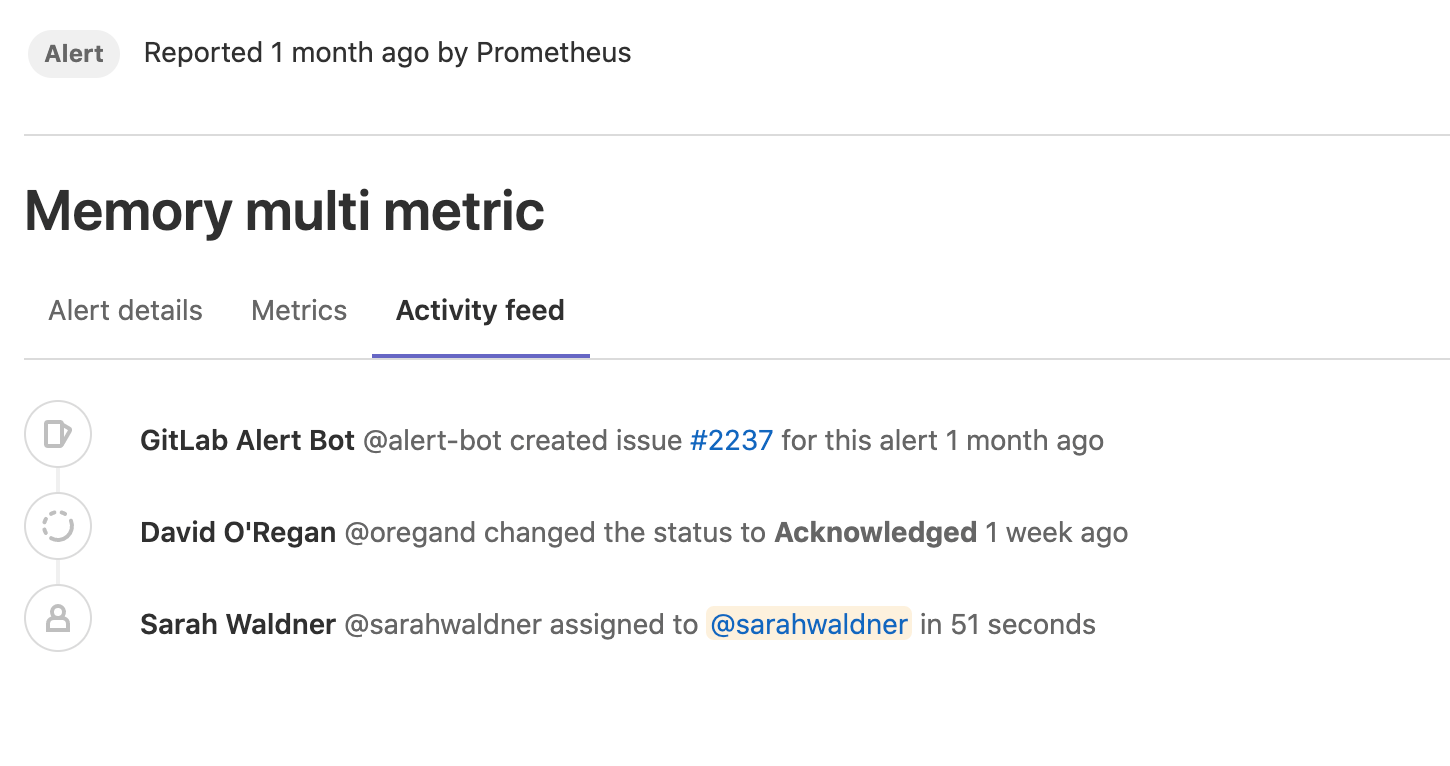 Alert Reported 1 month ago by Prometheus
Memory multi metric
Alert details Metrics Activity feed
GitLab Alert Bot @alert-bot created issue #2237 for this alert 1 month ago
David O'Regan @oregand changed the status to Acknowledged 1 week ago
Sarah Waldner @sarahwaldner assigned to @sarahwaldner in 51 seconds